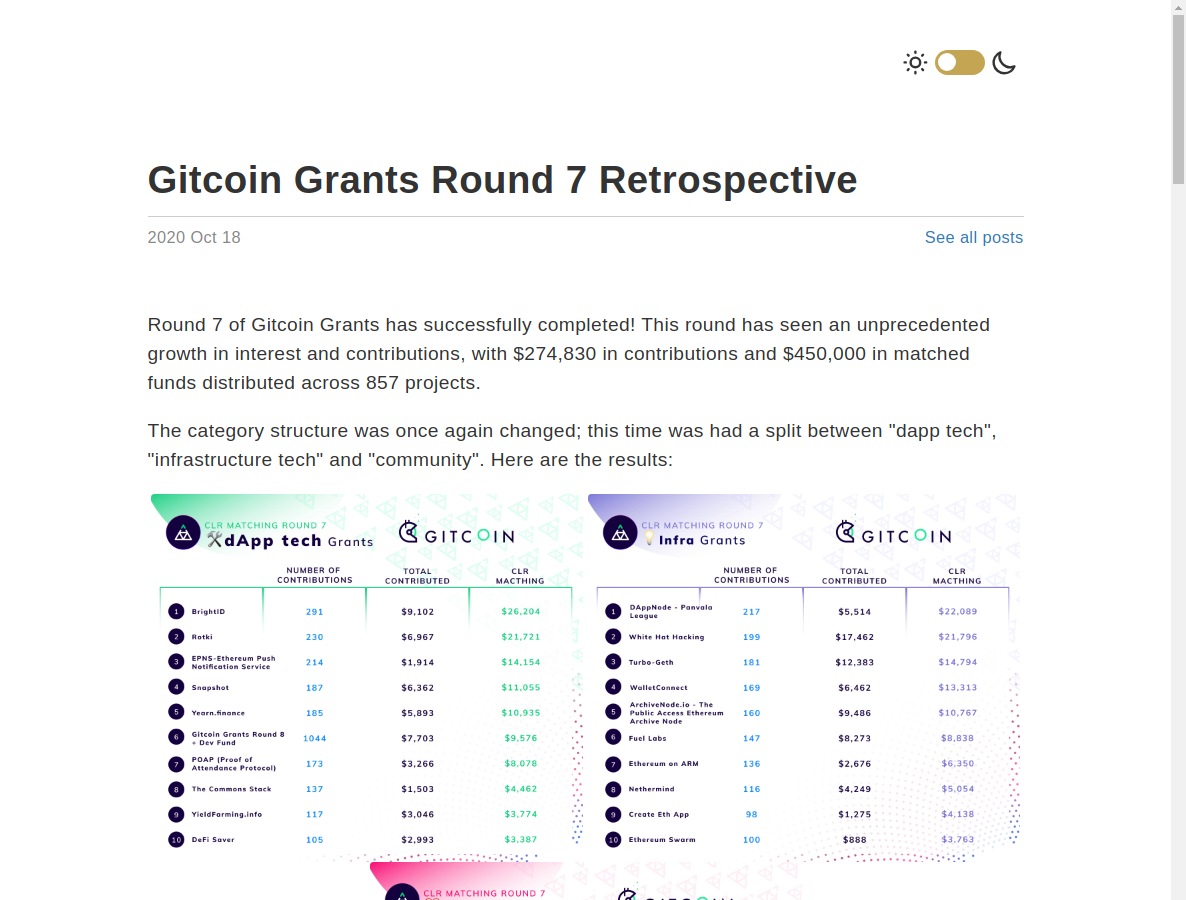 Gitcoin Grants Round 7 Retrospective
2020 Oct 18 See all posts
Round 7 of Gitcoin Grants has successfully completed! This round has seen an unprecedented
growth in interest and contributions, with $274,830 in contributions and $450,000 in matched
funds distributed across 857 projects.
The category structure was once again changed; this time was had a split between "dapp tech",
"infrastructure tech" and "community". Here are the results:
CLR MATCHING ROUND 7
dApp tech Grants
GITCOIN
NUMBER OF CONTRIBUTIONS TOTAL CONTRIBUTED CLR MACTHING
1 BrightID 291 $9,102 $26,204
2 Rotki 230 $6,967 $21,721
3 EPNS-Ethereum Push Notification Service 214 $1,914 $14,154
4 Snapshot 187 $6,362 $11,055
5 Yearn.finance 185 $5,893 $10,935
6 Gitcoin Grants Round 8 + Dev Fund 1044 $7,703 $9,576
7 POAP (Proof of Attendance Protocol) 173 $3,266 $8,078
8 The Commons Stack 137 $1,503 $4,462
9 YieldFarming.info 117 $3,046 $3,774
10 DeFi Saver 105 $2,993 $3,387
CLR MATCHING ROUND 7
Infra Grants
GITCOIN
NUMBER OF CONTRIBUTIONS TOTAL CONTRIBUTED CLR MACTHING
1 DAppNode - Panvala League 217 $5,514 $22,089
2 White Hat Hacking 199 $17,462 $21,796
3 Turbo-Geth 181 $12,383 $14,794
4 WalletConnect 169 $6,462 $13,313
5 ArchiveNode.io - The Public Access Ethereum Archive Node 160 $9,486 $10,767
6 Fuel Labs 147 $8,273 $8,838
7 Ethereum on ARM 136 $2,676 $6,350
8 Nethermind 116 $4,249 $5,054
9 Create Eth App 98 $1,275 $4,138
10 Ethereum Swarm 100 $888 $3,763
CLR MATCHING ROUND 7
GITCOIN